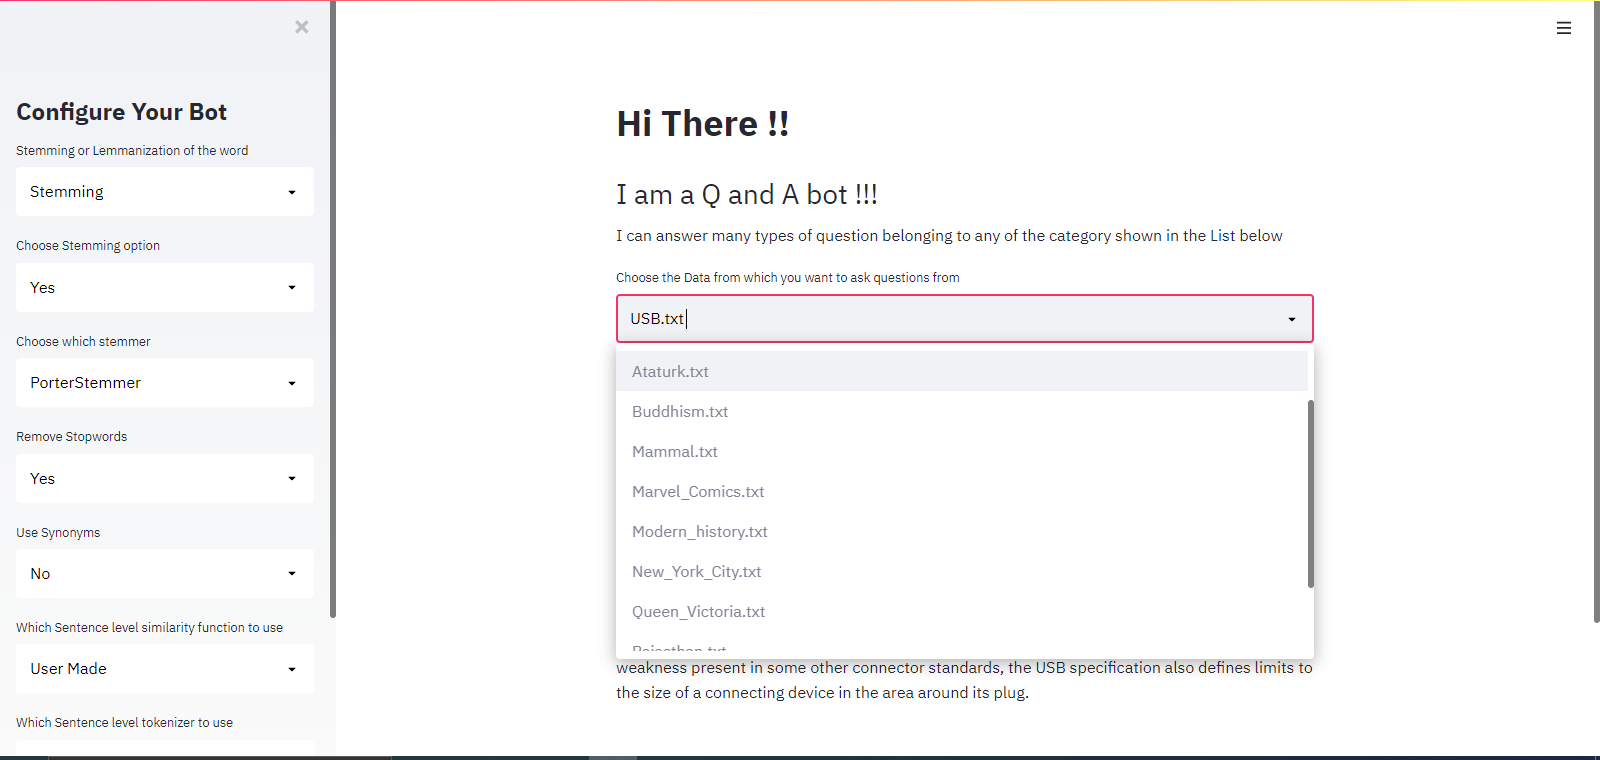 Configure Your Bot
Stemming or Lemmanization of the word
Stemming
Choose Stemming option
Yes
Choose which stemmer
PorterStemmer
Remove Stopwords
Yes
Use Synonyms
No
Which Sentence level similarity function to use
User Made
Which Sentence level tokenizer to use
Hi There !!
I am a Q and A bot !!!
I can answer many types of question belonging to any of the category shown in the List below
Choose the Data from which you want to ask questions from
USB.txt
Ataturk.txt
Buddhism.txt
Mammal.txt
Marvel_Comics.txt
Modern_history.txt
New_York_City.txt
Queen_Victoria.txt
Rajasthan.txt
weakness present in some other connector standards, the USB specification also defines limits to
the size of a connecting device in the area around its plug.